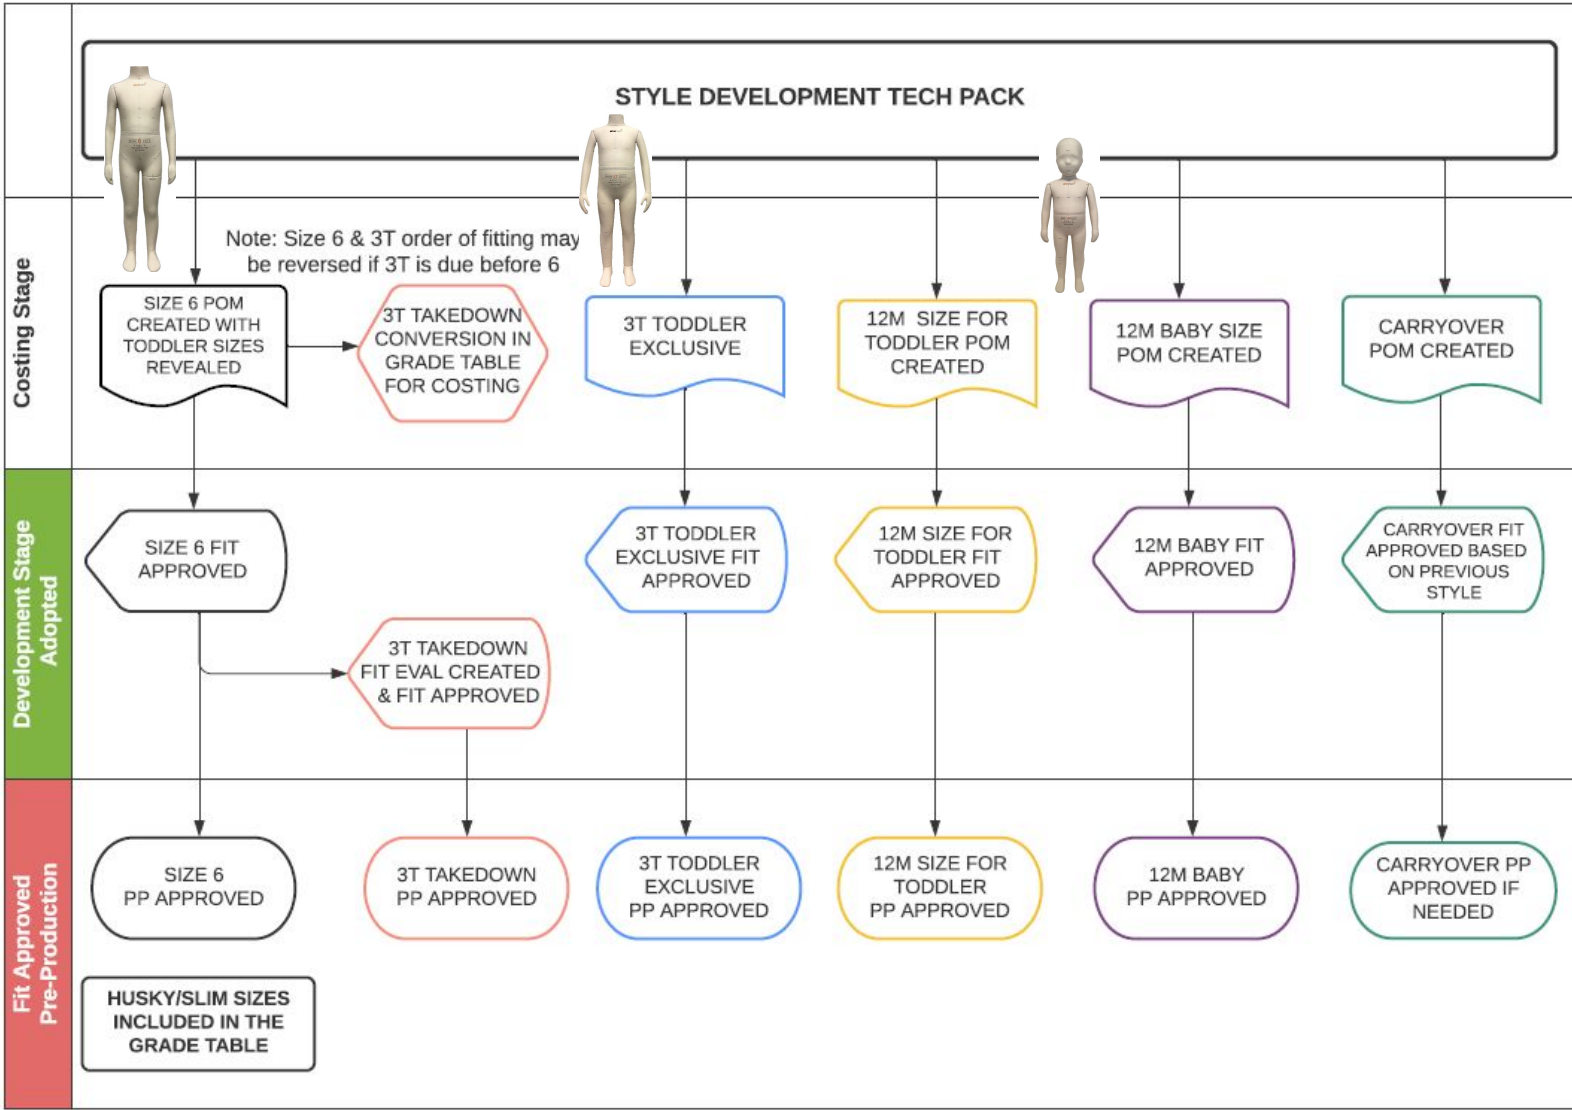 STYLE DEVELOPMENT TECH PACK
Costing Stage
Note: Size 6 & 3T order of fitting may
be reversed if 3T is due before 6
SIZE 6 POM
CREATED WITH
TODDLER SIZES
REVEALED
3T TAKEDOWN
CONVERSION IN
GRADE TABLE
FOR COSTING
3T TODDLER
EXCLUSIVE
12M SIZE FOR
TODDLER POM
CREATED
12M BABY SIZE
POM CREATED
CARRYOVER
POM CREATED
Development Stage
Adopted
SIZE 6 FIT
APPROVED
3T TAKEDOWN
FIT EVAL CREATED
& FIT APPROVED
3T TODDLER
EXCLUSIVE FIT
APPROVED
12M SIZE FOR
TODDLER FIT
APPROVED
12M BABY FIT
APPROVED
CARRYOVER FIT
APPROVED BASED
ON PREVIOUS
STYLE
Fit Approved
Pre-Production
SIZE 6
PP APPROVED
3T TAKEDOWN
PP APPROVED
3T TODDLER
EXCLUSIVE
PP APPROVED
12M SIZE FOR
TODDLER
PP APPROVED
12M BABY
PP APPROVED
CARRYOVER PP
APPROVED IF
NEEDED
HUSKY/SLIM SIZES
INCLUDED IN THE
GRADE TABLE